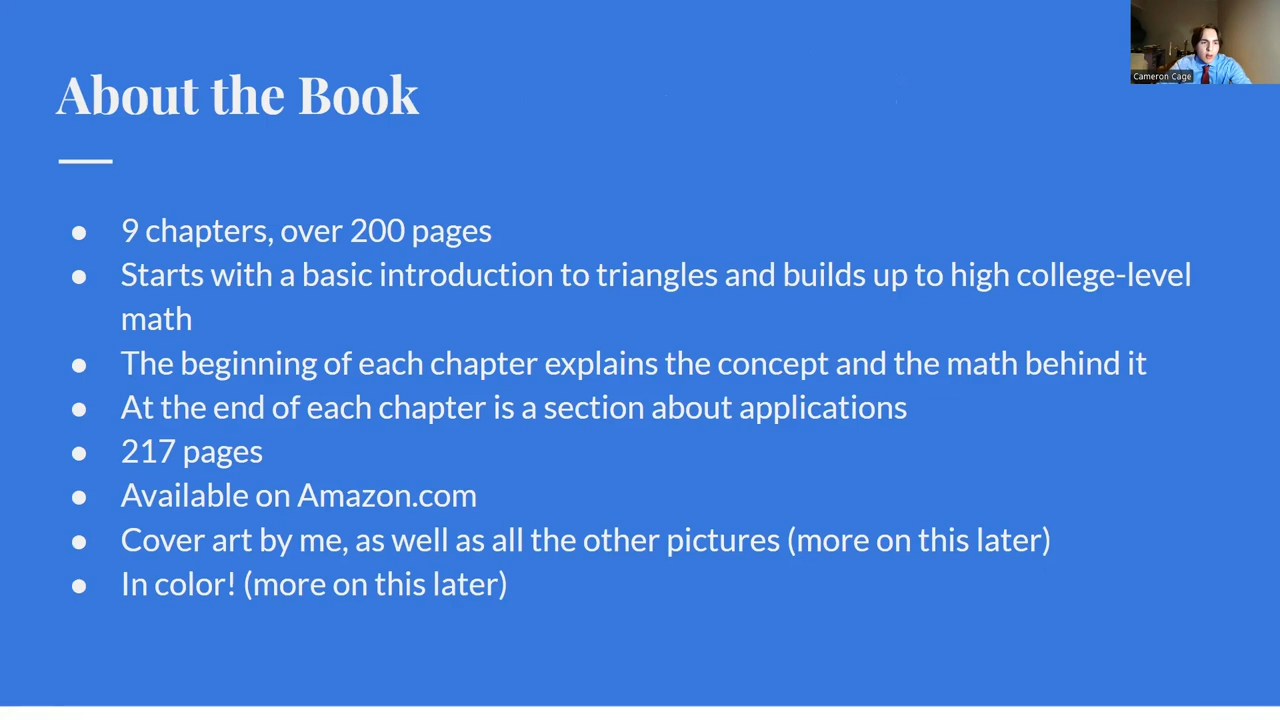 Cameron Cage
About the Book
● 9 chapters, over 200 pages
● Starts with a basic introduction to triangles and builds up to high college-level
math
● The beginning of each chapter explains the concept and the math behind it
● At the end of each chapter is a section about applications
● 217 pages
● Available on Amazon.com
● Cover art by me, as well as all the other pictures (more on this later)
● In color! (more on this later)